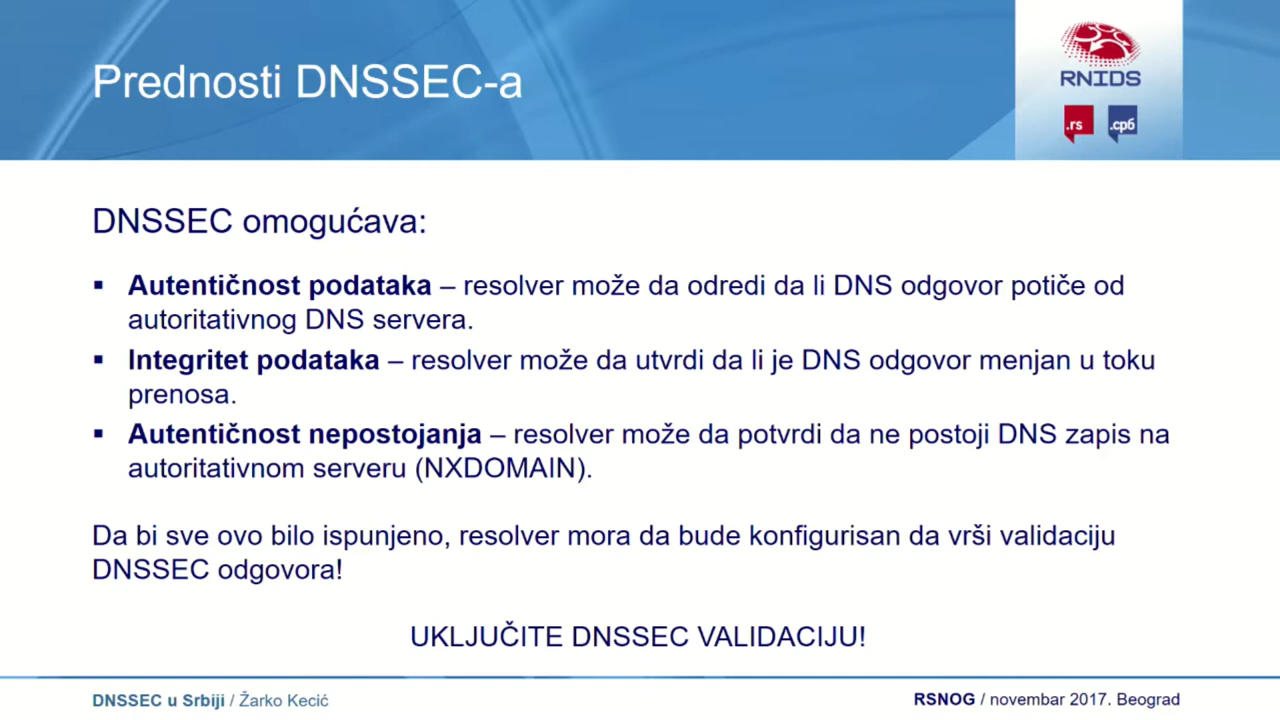 Prednosti DNSSEC-a
RNIDS
.rs .срб
DNSSEC omogućava:
▪ Autentičnost podataka – resolver može da odredi da li DNS odgovor potiče od
autoritativnog DNS servera.
▪ Integritet podataka – resolver može da utvrdi da li je DNS odgovor menjan u toku
prenosa.
▪ Autentičnost nepostojanja – resolver može da potvrdi da ne postoji DNS zapis na
autoritativnom serveru (NXDOMAIN).
Da bi sve ovo bilo ispunjeno, resolver mora da bude konfigurisan da vrši validaciju
DNSSEC odgovora!
UKLJUČITE DNSSEC VALIDACIJU!
DNSSEC u Srbiji / Žarko Kecić
RSNOG / novembar 2017. Beograd